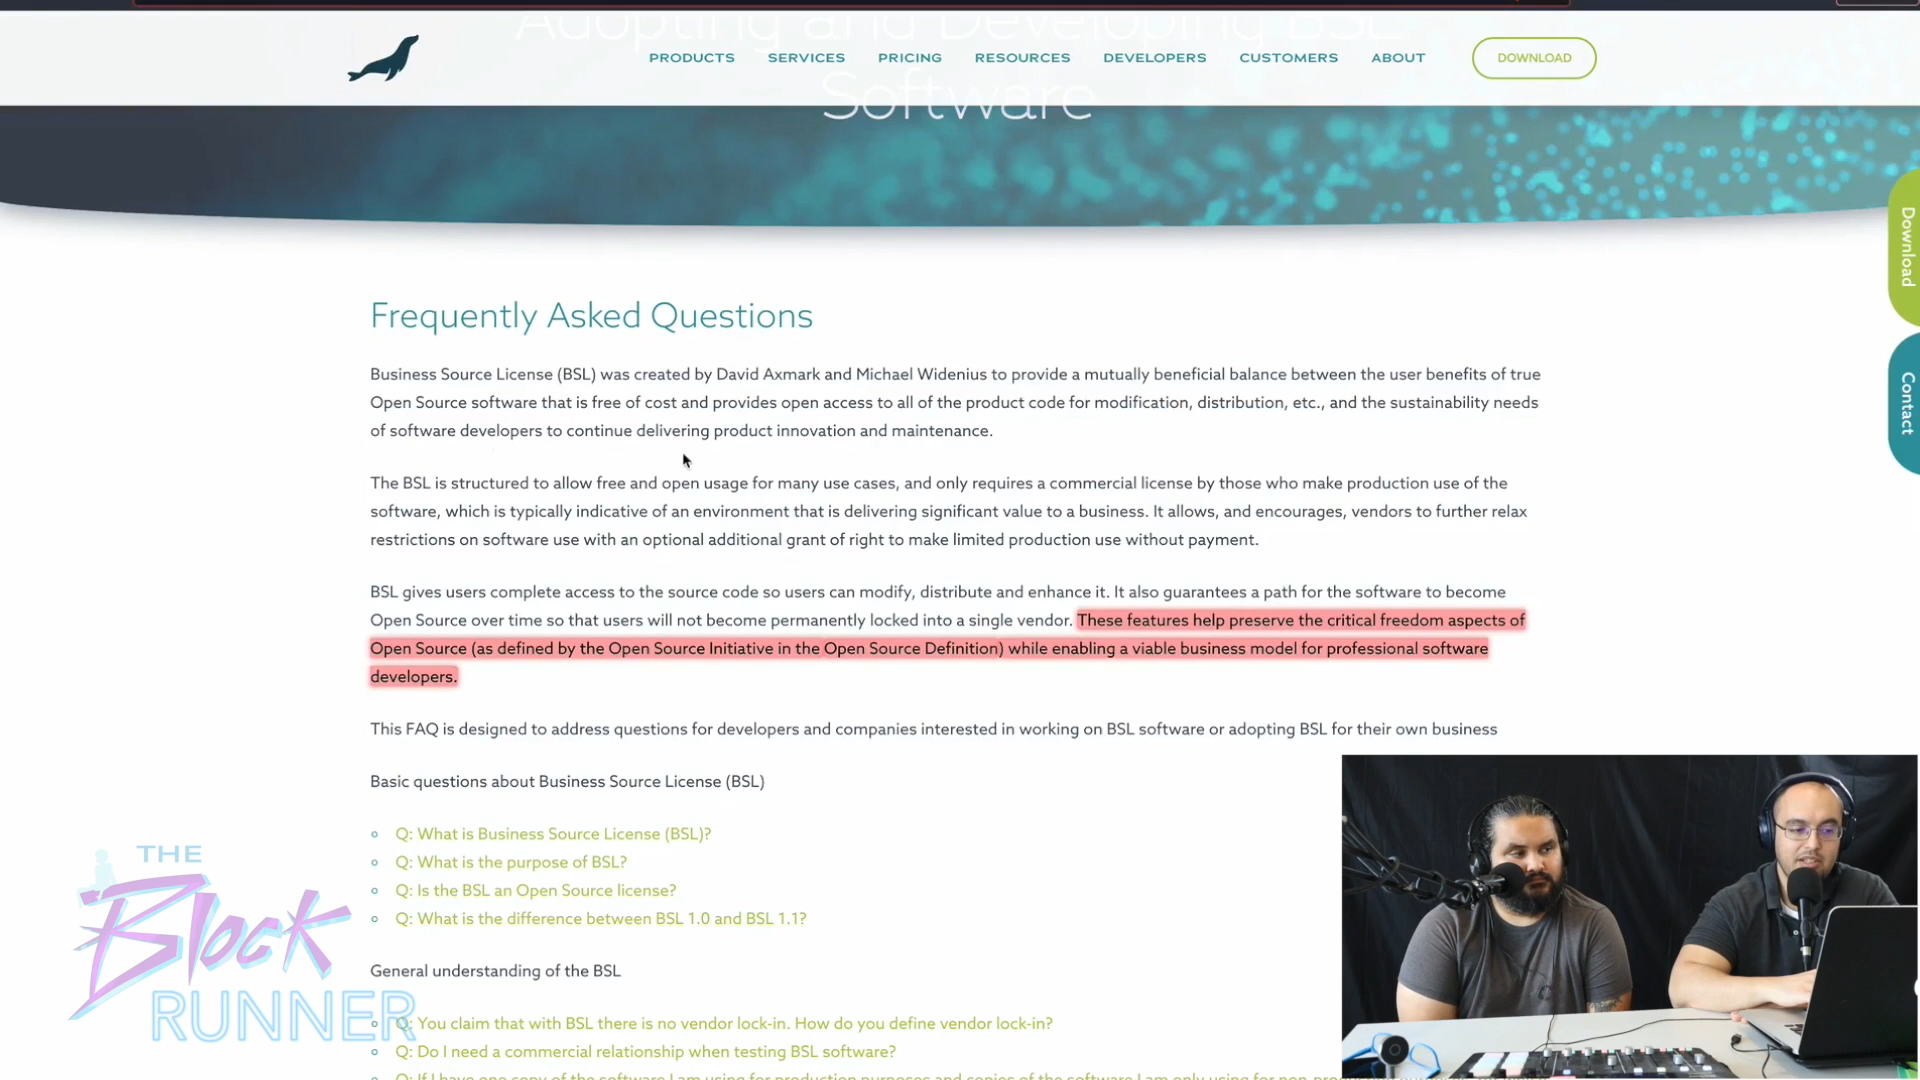 Adopting and Developing BSL
Software
PRODUCTS SERVICES PRICING RESOURCES DEVELOPERS CUSTOMERS ABOUT DOWNLOAD
Download
Contact
Frequently Asked Questions
Business Source License (BSL) was created by David Axmark and Michael Widenius to provide a mutually beneficial balance between the user benefits of true
Open Source software that is free of cost and provides open access to all of the product code for modification, distribution, etc., and the sustainability needs
of software developers to continue delivering product innovation and maintenance.
The BSL is structured to allow free and open usage for many use cases, and only requires a commercial license by those who make production use of the
software, which is typically indicative of an environment that is delivering significant value to a business. It allows, and encourages, vendors to further relax
restrictions on software use with an optional additional grant of right to make limited production use without payment.
BSL gives users complete access to the source code so users can modify, distribute and enhance it. It also guarantees a path for the software to become
Open Source over time so that users will not become permanently locked into a single vendor. These features help preserve the critical freedom aspects of
Open Source (as defined by the Open Source Initiative in the Open Source Definition) while enabling a viable business model for professional software
developers.
This FAQ is designed to address questions for developers and companies interested in working on BSL software or adopting BSL for their own business
Basic questions about Business Source License (BSL)
Q: What is Business Source License (BSL)?
Q: What is the purpose of BSL?
Q: Is the BSL an Open Source license?
Q: What is the difference between BSL 1.0 and BSL 1.1?
General understanding of the BSL
Q: You claim that with BSL there is no vendor lock-in. How do you define vendor lock-in?
Q: Do I need a commercial relationship when testing BSL software?
Q: If I have one copy of the software I am using for production purposes and copies of the software I am only using for
THE
Block
RUNNER